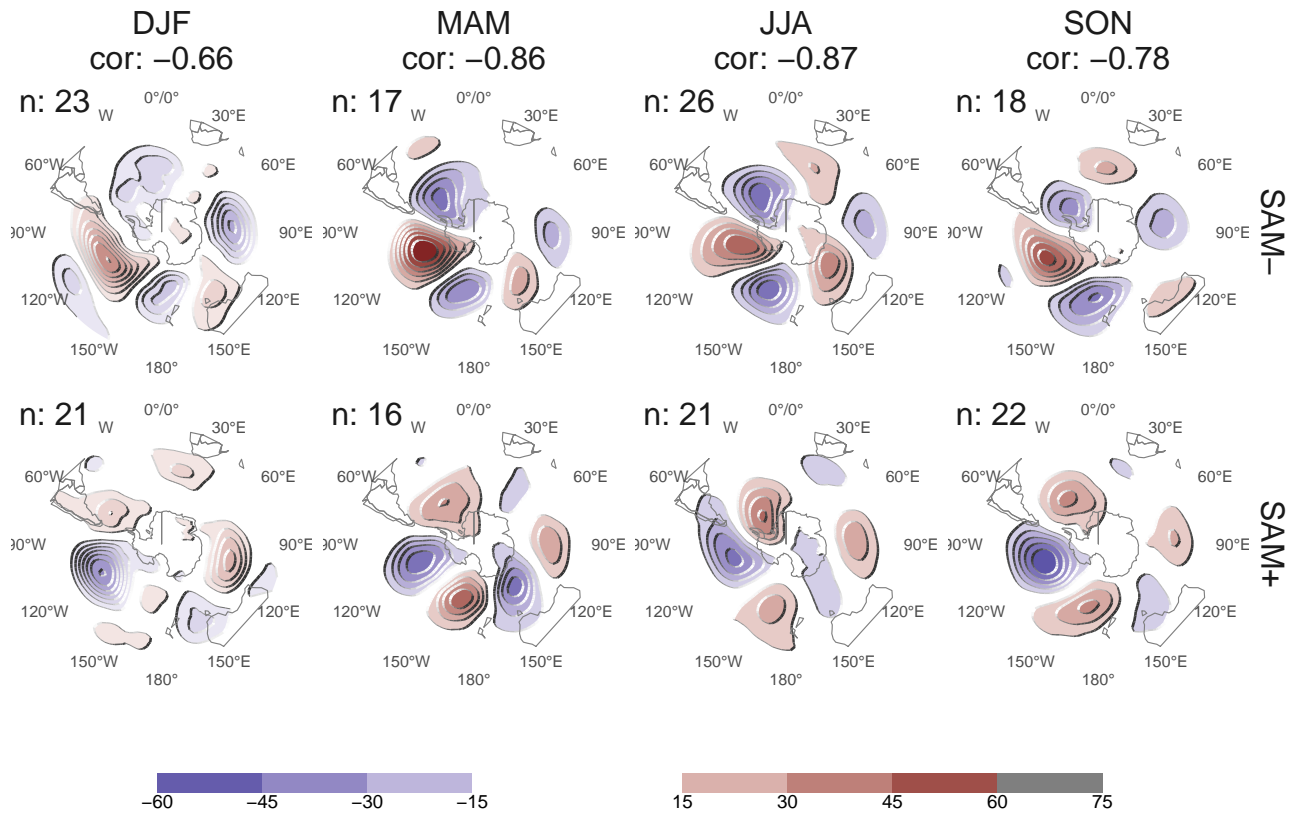 DJF MAM JJA SON
cor: −0.66 cor: −0.86 cor: −0.87 cor: −0.78
n: 23 W 0°/0° 30°E n: 17 W 0°/0° 30°E n: 26 W 0°/0° 30°E n: 18 W 0°/0° 30°E
60°W 60°E 60°W 60°E 60°W 60°E 60°W 60°E
90°W 90°E 90°W 90°E 90°W 90°E 90°W 90°E
SAM−
120°W 120°E 120°W 120°E 120°W 120°E 120°W 120°E
150°W 150°E 150°W 150°E 150°W 150°E 150°W 150°E
180° 180° 180° 180°
n: 21 W 0°/0° 30°E n: 16 W 0°/0° 30°E n: 21 W 0°/0° 30°E n: 22 W 0°/0° 30°E
60°W 60°E 60°W 60°E 60°W 60°E 60°W 60°E
90°W 90°E 90°W 90°E 90°W 90°E 90°W 90°E
SAM+
120°W 120°E 120°W 120°E 120°W 120°E 120°W 120°E
150°W 150°E 150°W 150°E 150°W 150°E 150°W 150°E
180° 180° 180° 180°
−60 −45 −30 −15 15 30 45 60 75